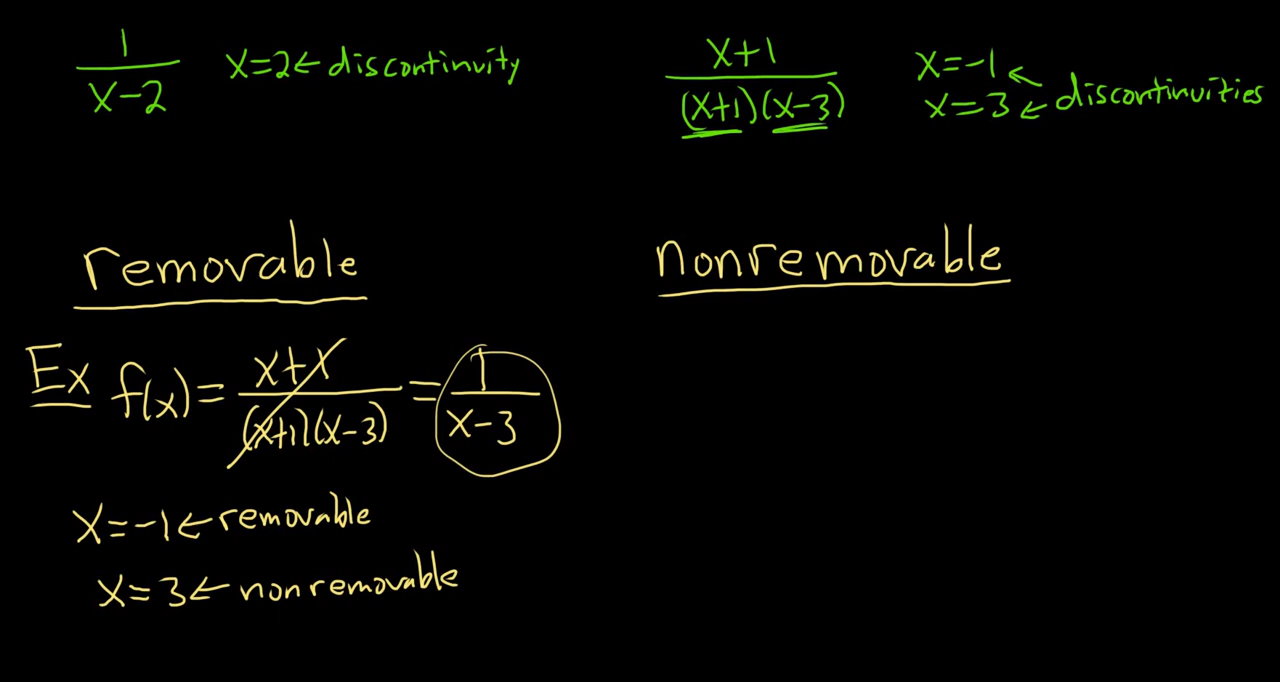 1/(x-2) x=2 ← discontinuity
(x+1)/((x+1)(x-3)) x=-1 ←
x=3 ← discontinuities
removable
nonremovable
Ex f(x) = (x+1)/((x+1)(x-3)) = 1/(x-3)
x=-1 ← removable
x=3 ← nonremovable